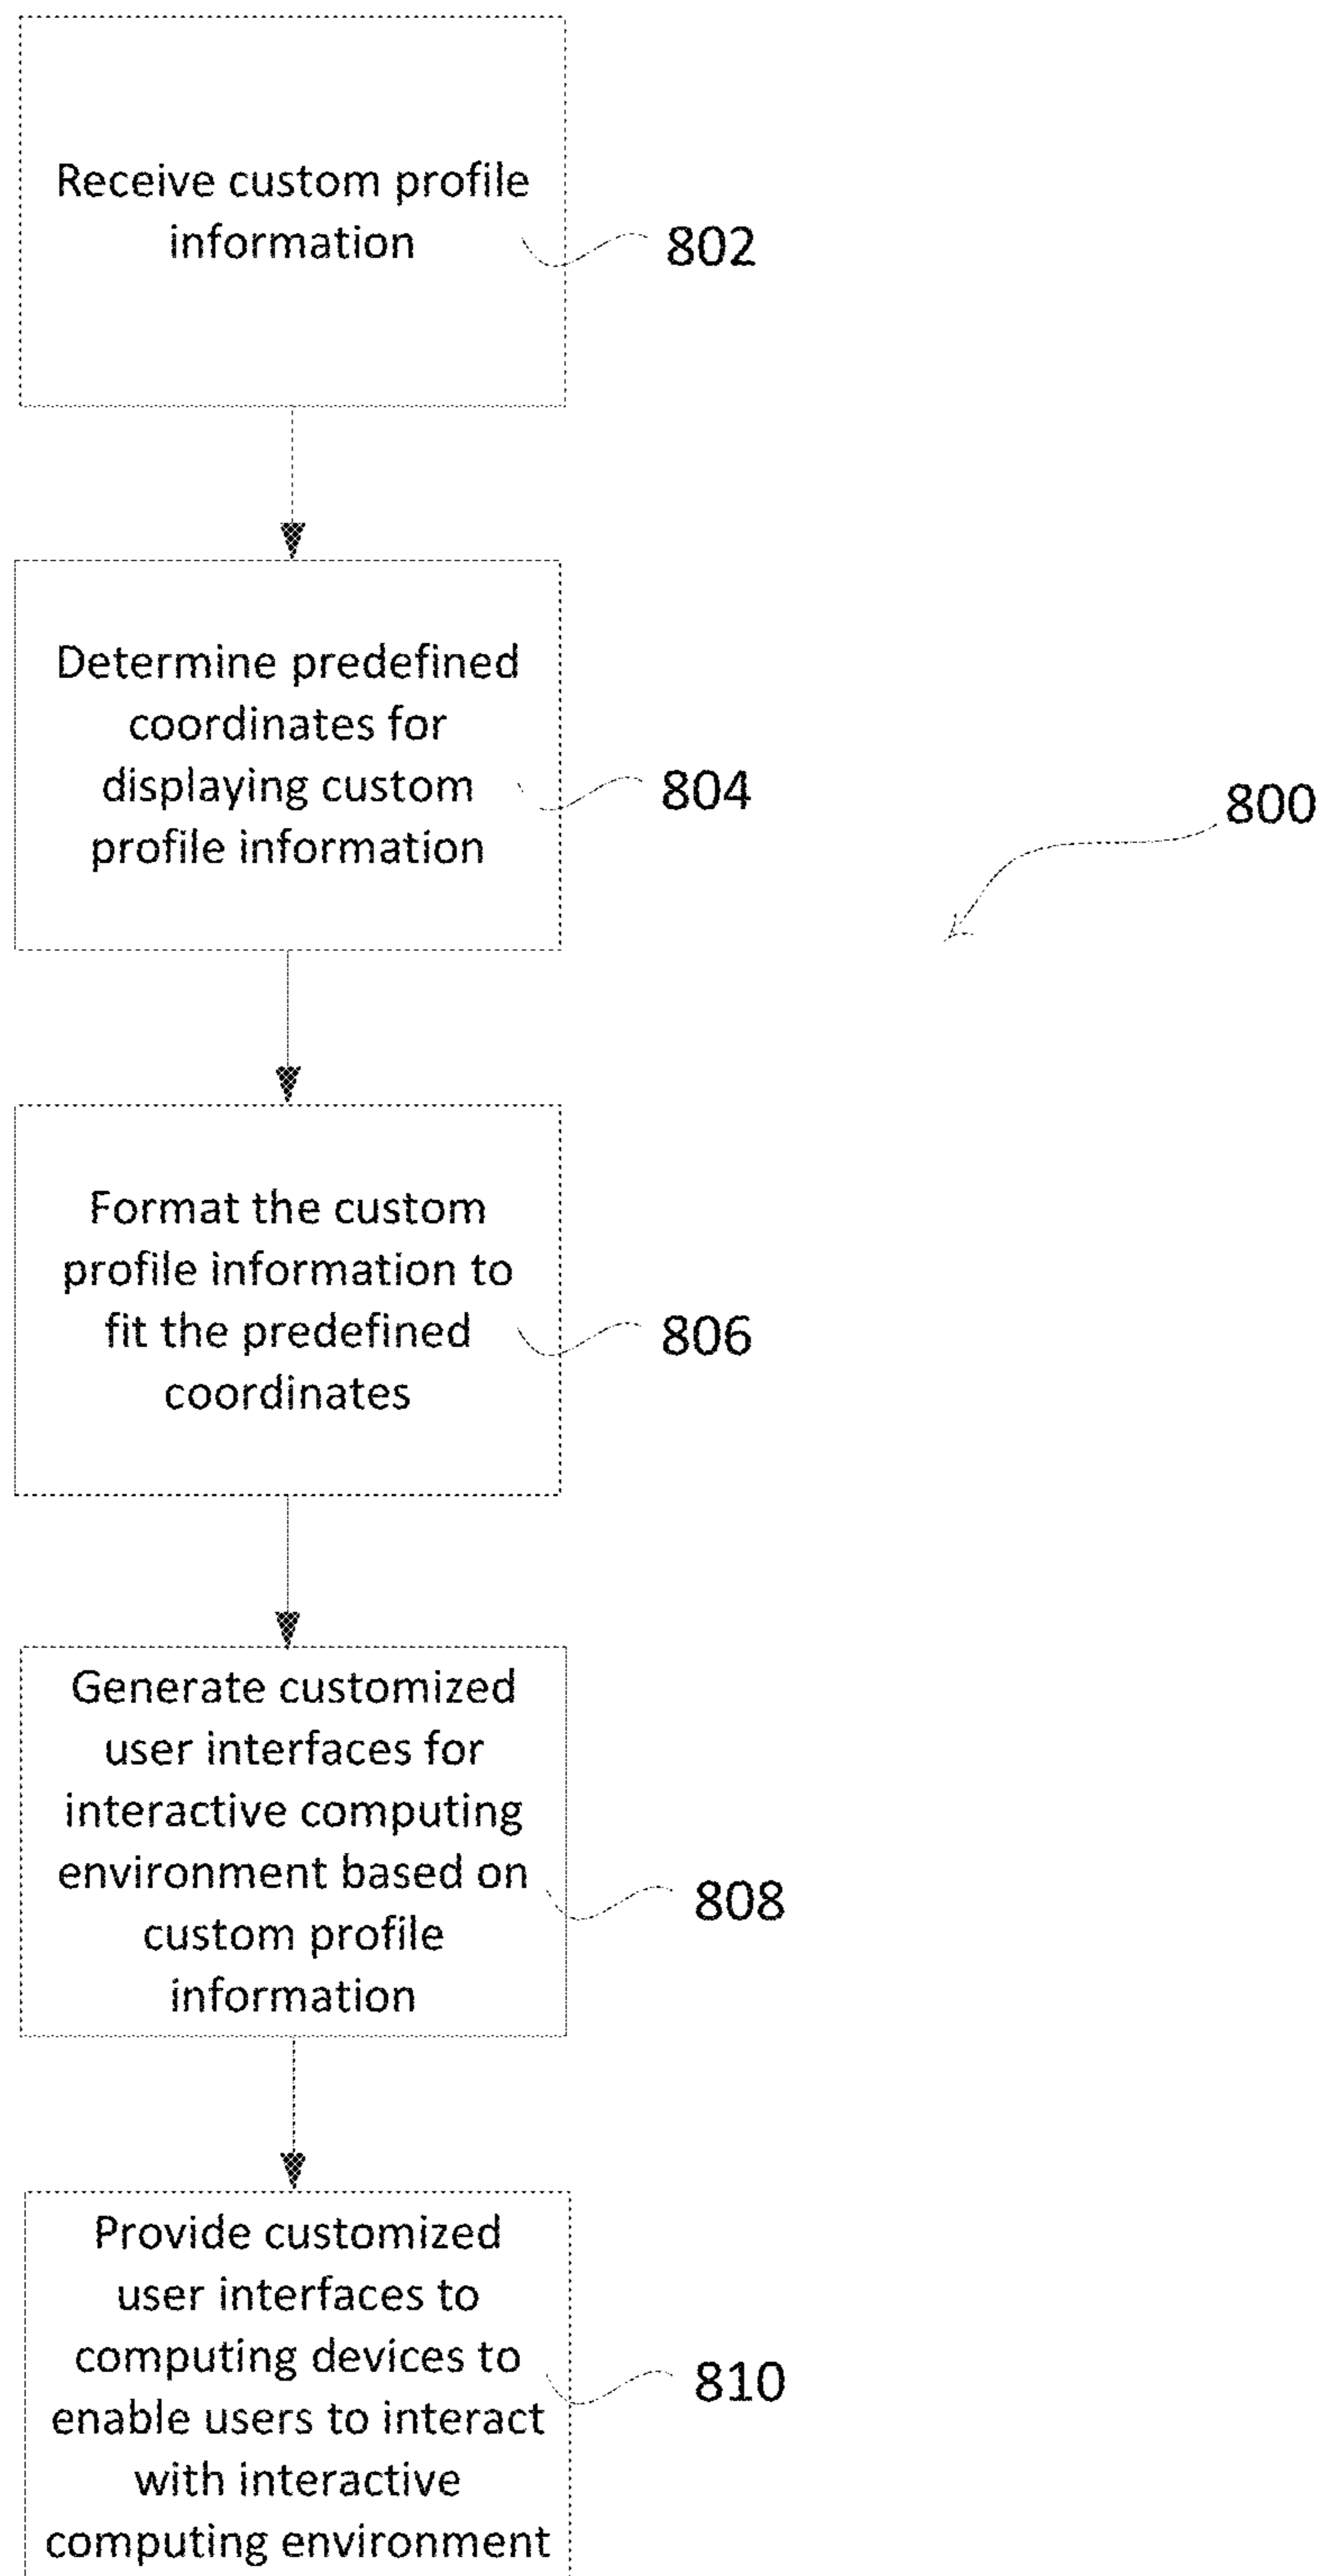 Receive custom profile
information
802
Determine predefined
coordinates for
displaying custom
profile information
804
800
Format the custom
profile information to
fit the predefined
coordinates
806
Generate customized
user interfaces for
interactive computing
environment based on
custom profile
information
808
Provide customized
user interfaces to
computing devices to
enable users to interact
with interactive
computing environment
810